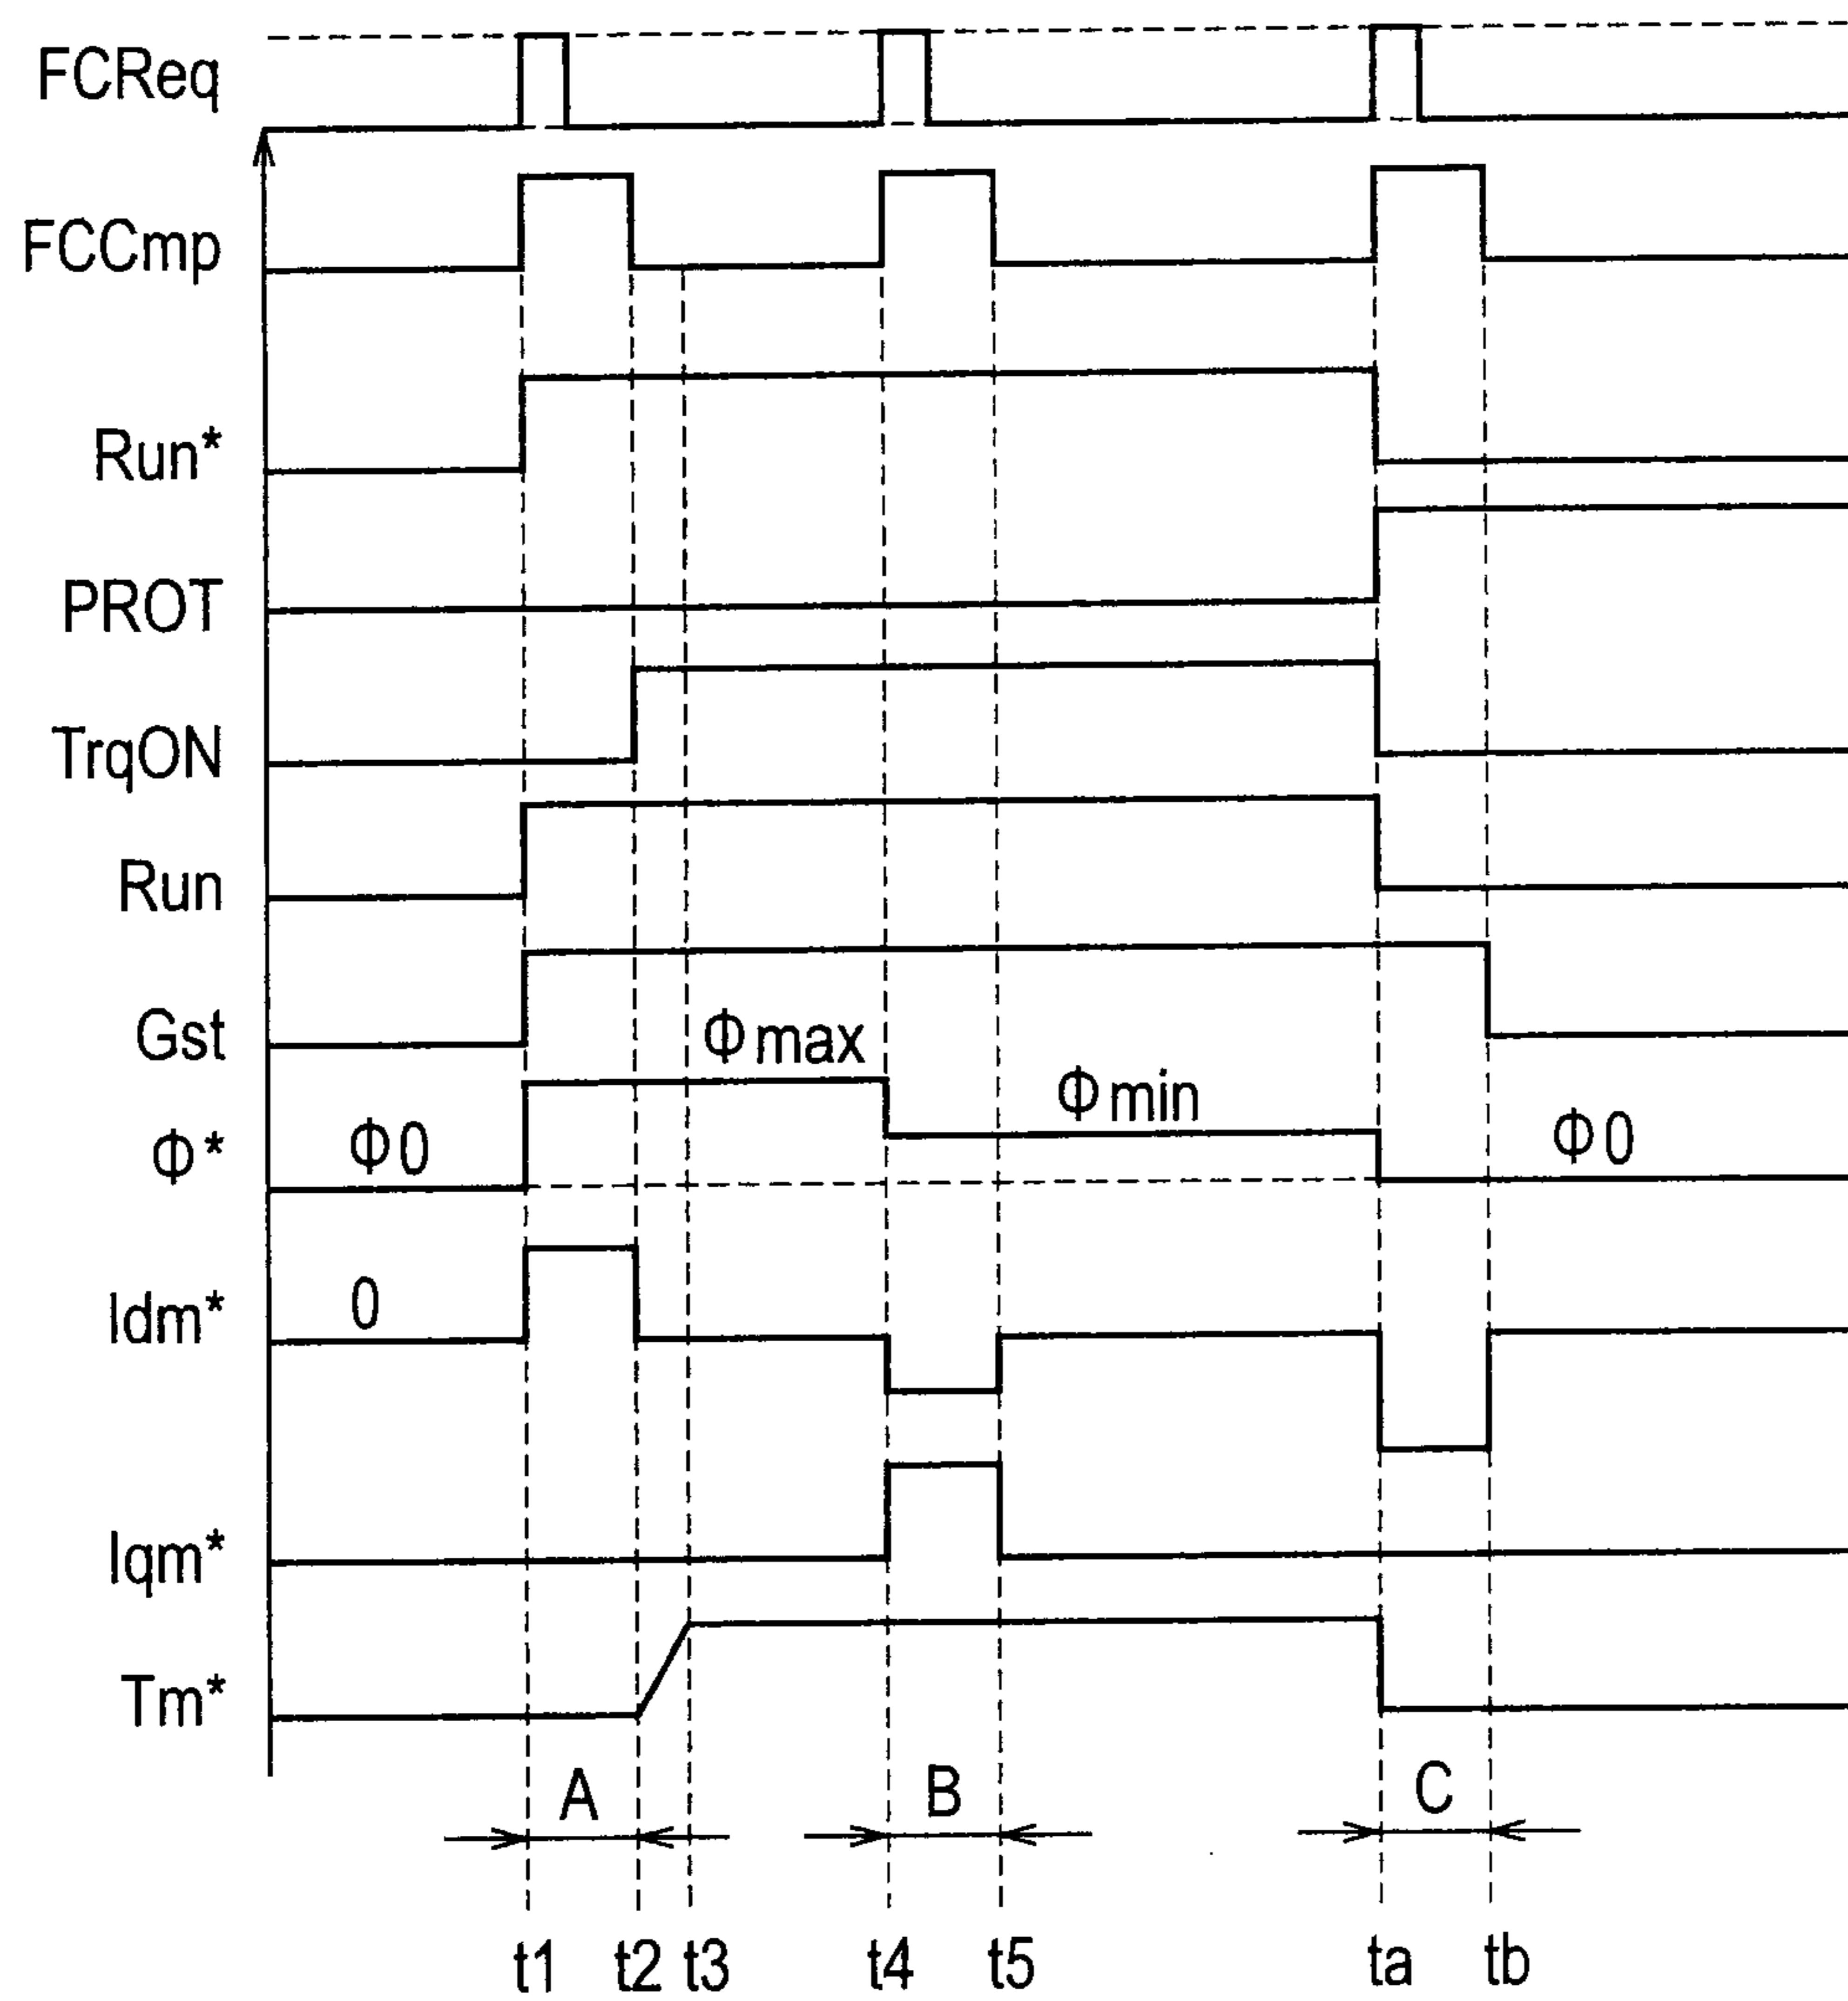 FCReq
FCCmp
Run*
PROT
TrqON
Run
Gst
Φmax
Φmin
Φ* Φ0 Φ0
Idm* 0
Iqm*
Tm*
A B C
t1 t2 t3 t4 t5 ta tb